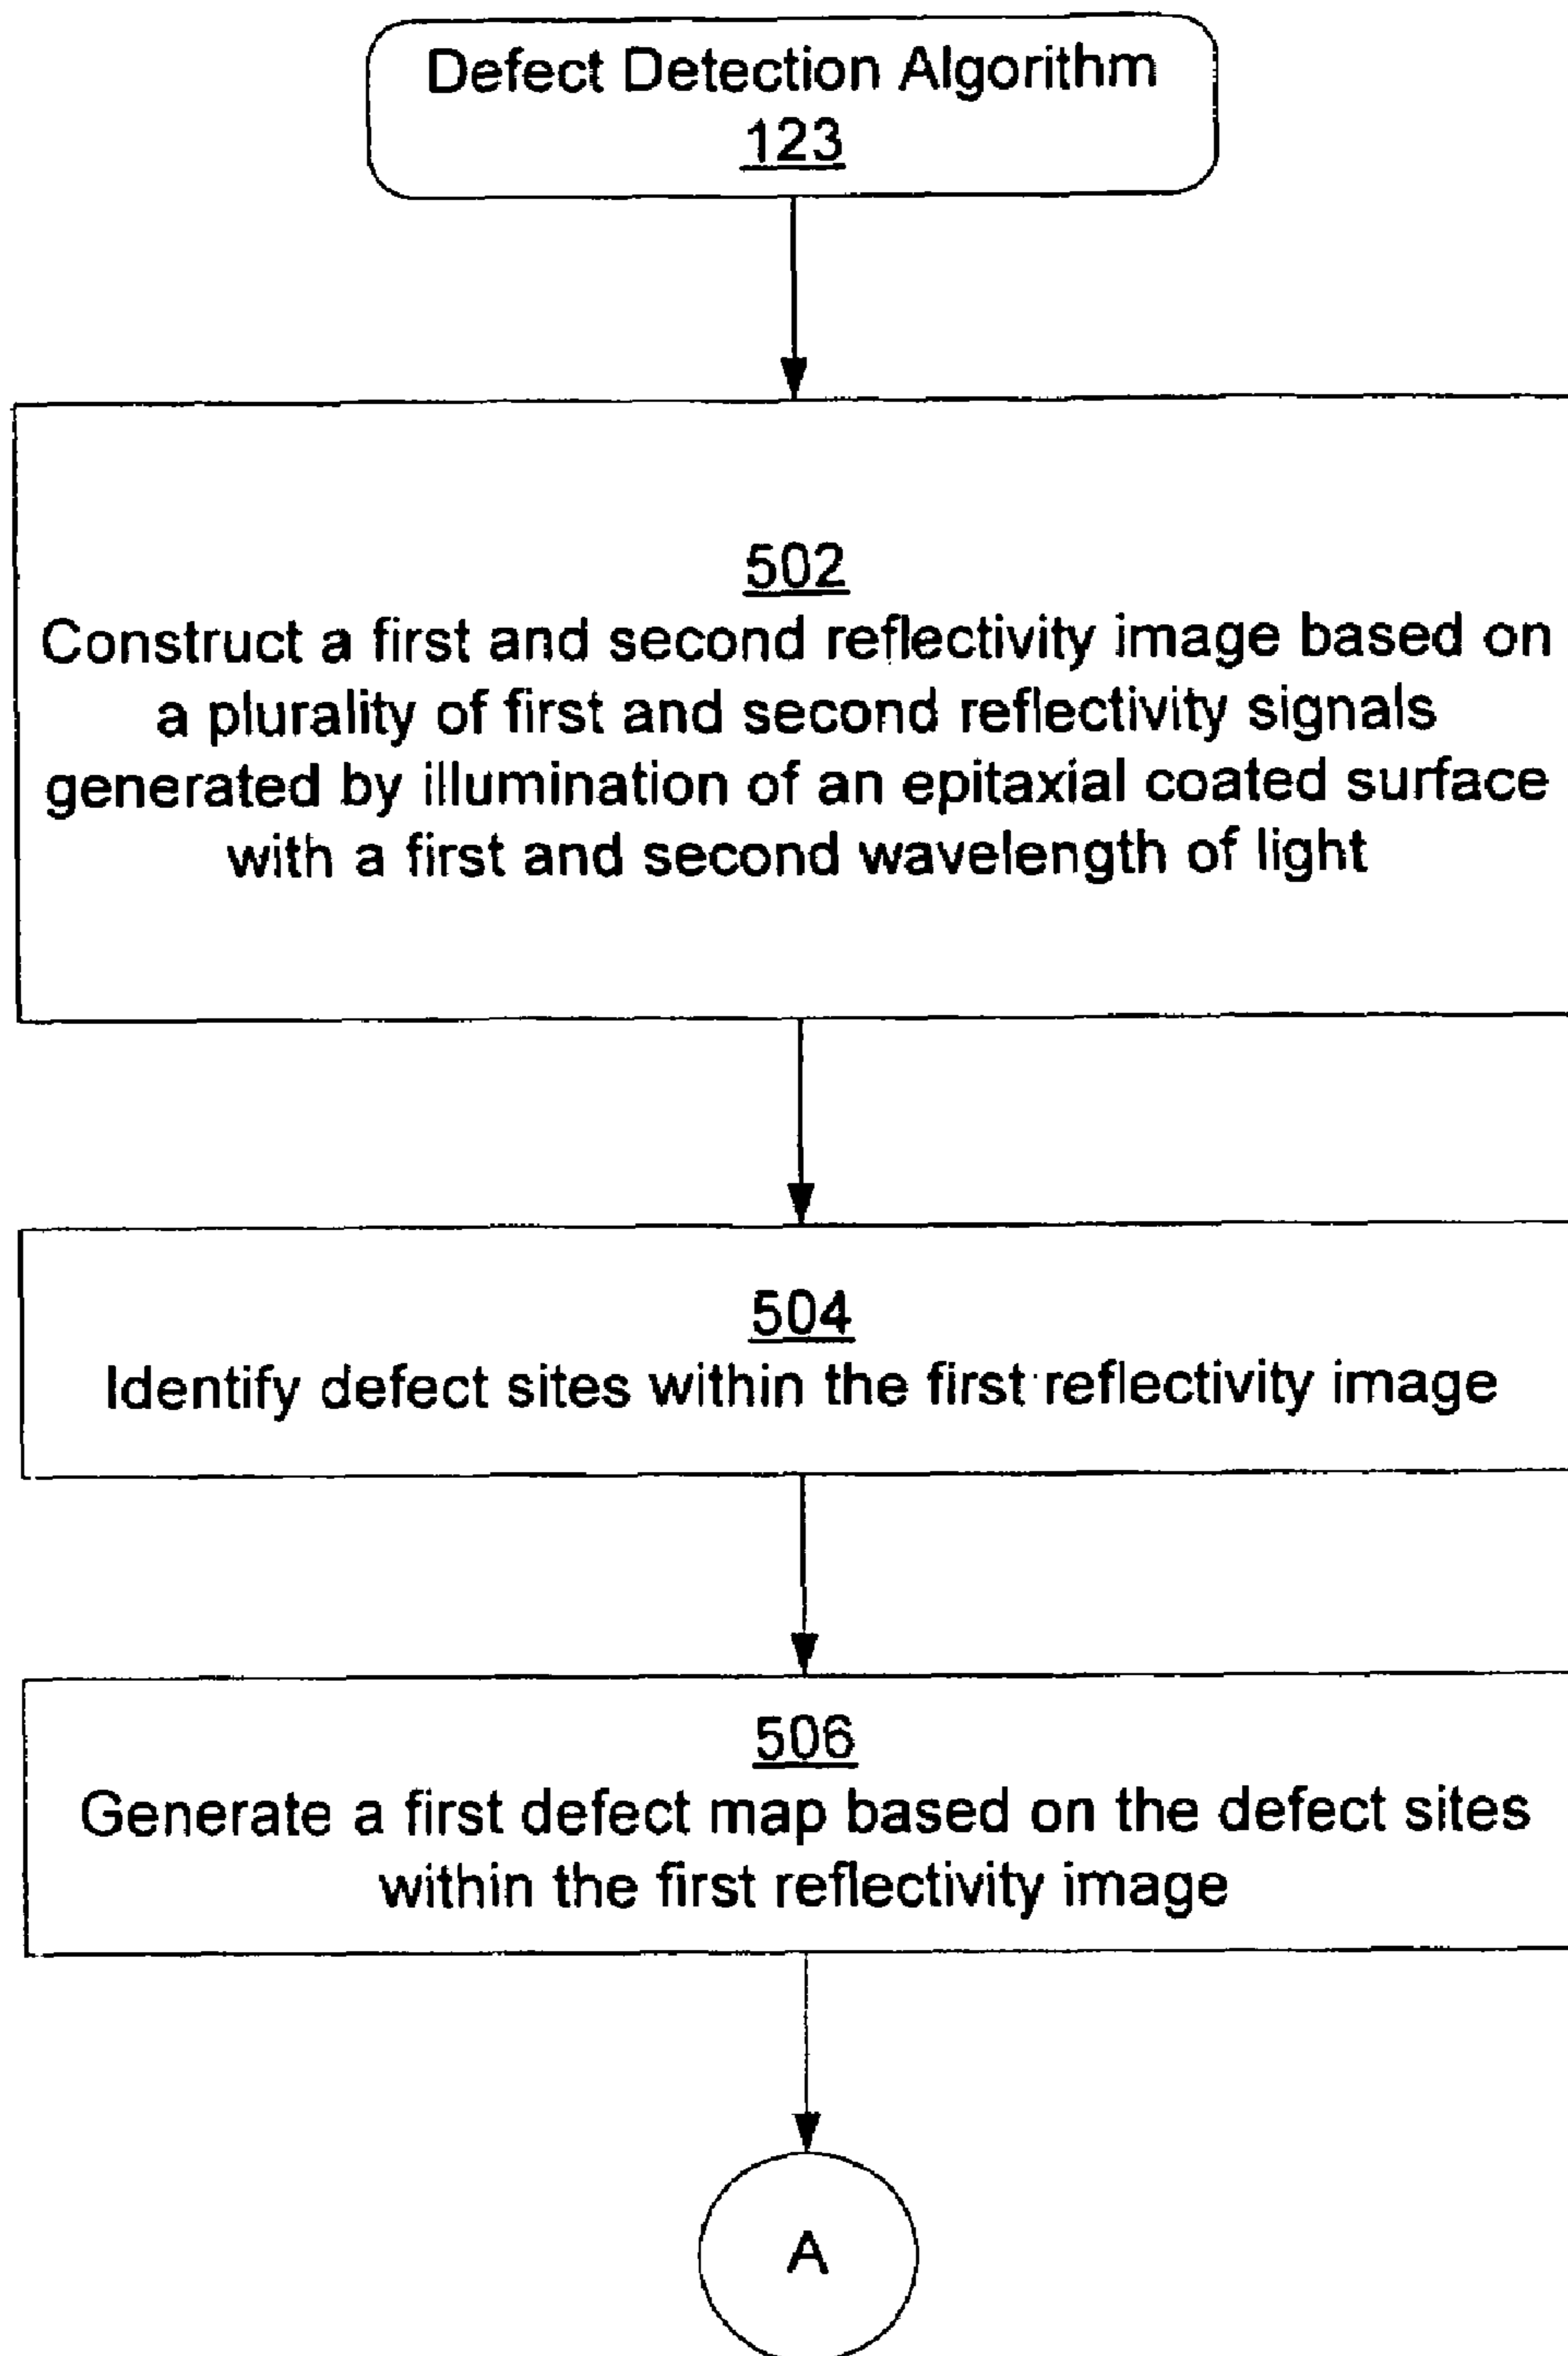 Defect Detection Algorithm
123
502
Construct a first and second reflectivity image based on
a plurality of first and second reflectivity signals
generated by illumination of an epitaxial coated surface
with a first and second wavelength of light
504
Identify defect sites within the first reflectivity image
506
Generate a first defect map based on the defect sites
within the first reflectivity image
A